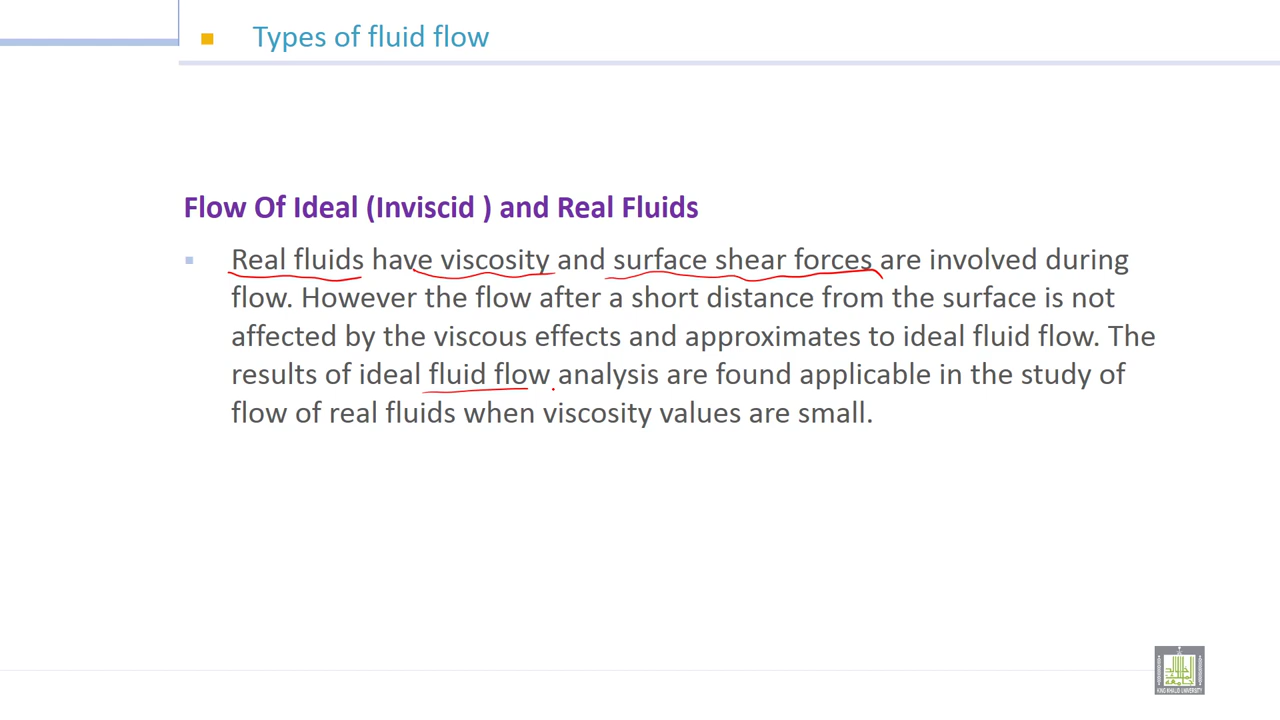 Types of fluid flow
Flow Of Ideal (Inviscid ) and Real Fluids
Real fluids have viscosity and surface shear forces are involved during
flow. However the flow after a short distance from the surface is not
affected by the viscous effects and approximates to ideal fluid flow. The
results of ideal fluid flow analysis are found applicable in the study of
flow of real fluids when viscosity values are small.
KING KHALID UNIVERSITY